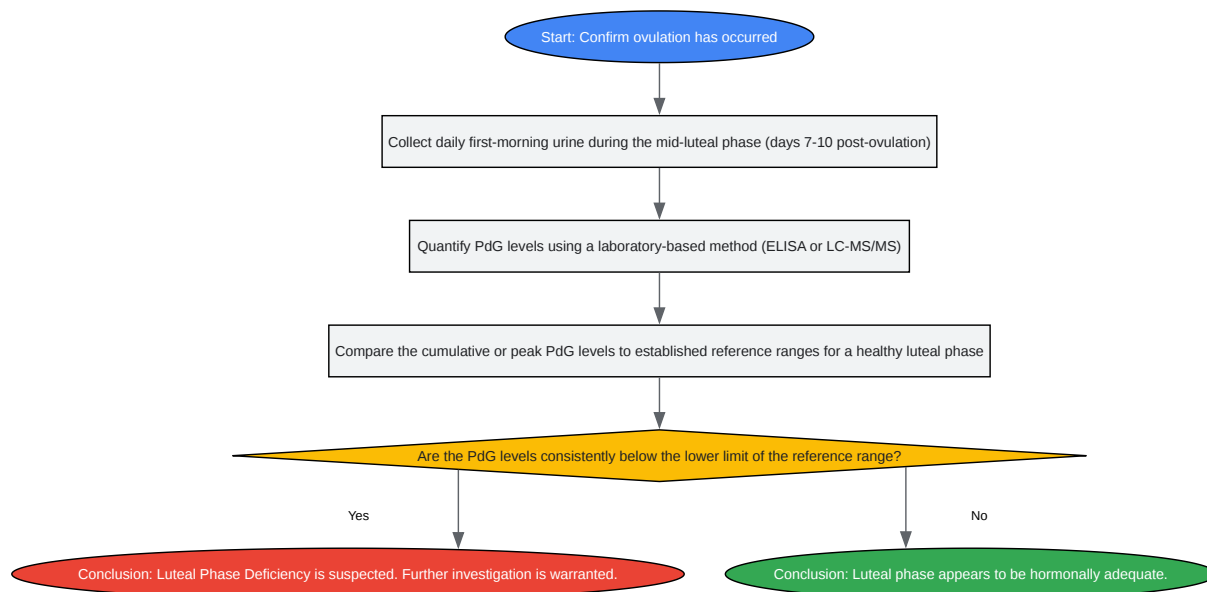 Start: Confirm ovulation has occurred
Collect daily first-morning urine during the mid-luteal phase (days 7-10 post-ovulation)
Quantify PdG levels using a laboratory-based method (ELISA or LC-MS/MS)
Compare the cumulative or peak PdG levels to established reference ranges for a healthy luteal phase
Are the PdG levels consistently below the lower limit of the reference range?
Yes
No
Conclusion: Luteal Phase Deficiency is suspected. Further investigation is warranted.
Conclusion: Luteal phase appears to be hormonally adequate.